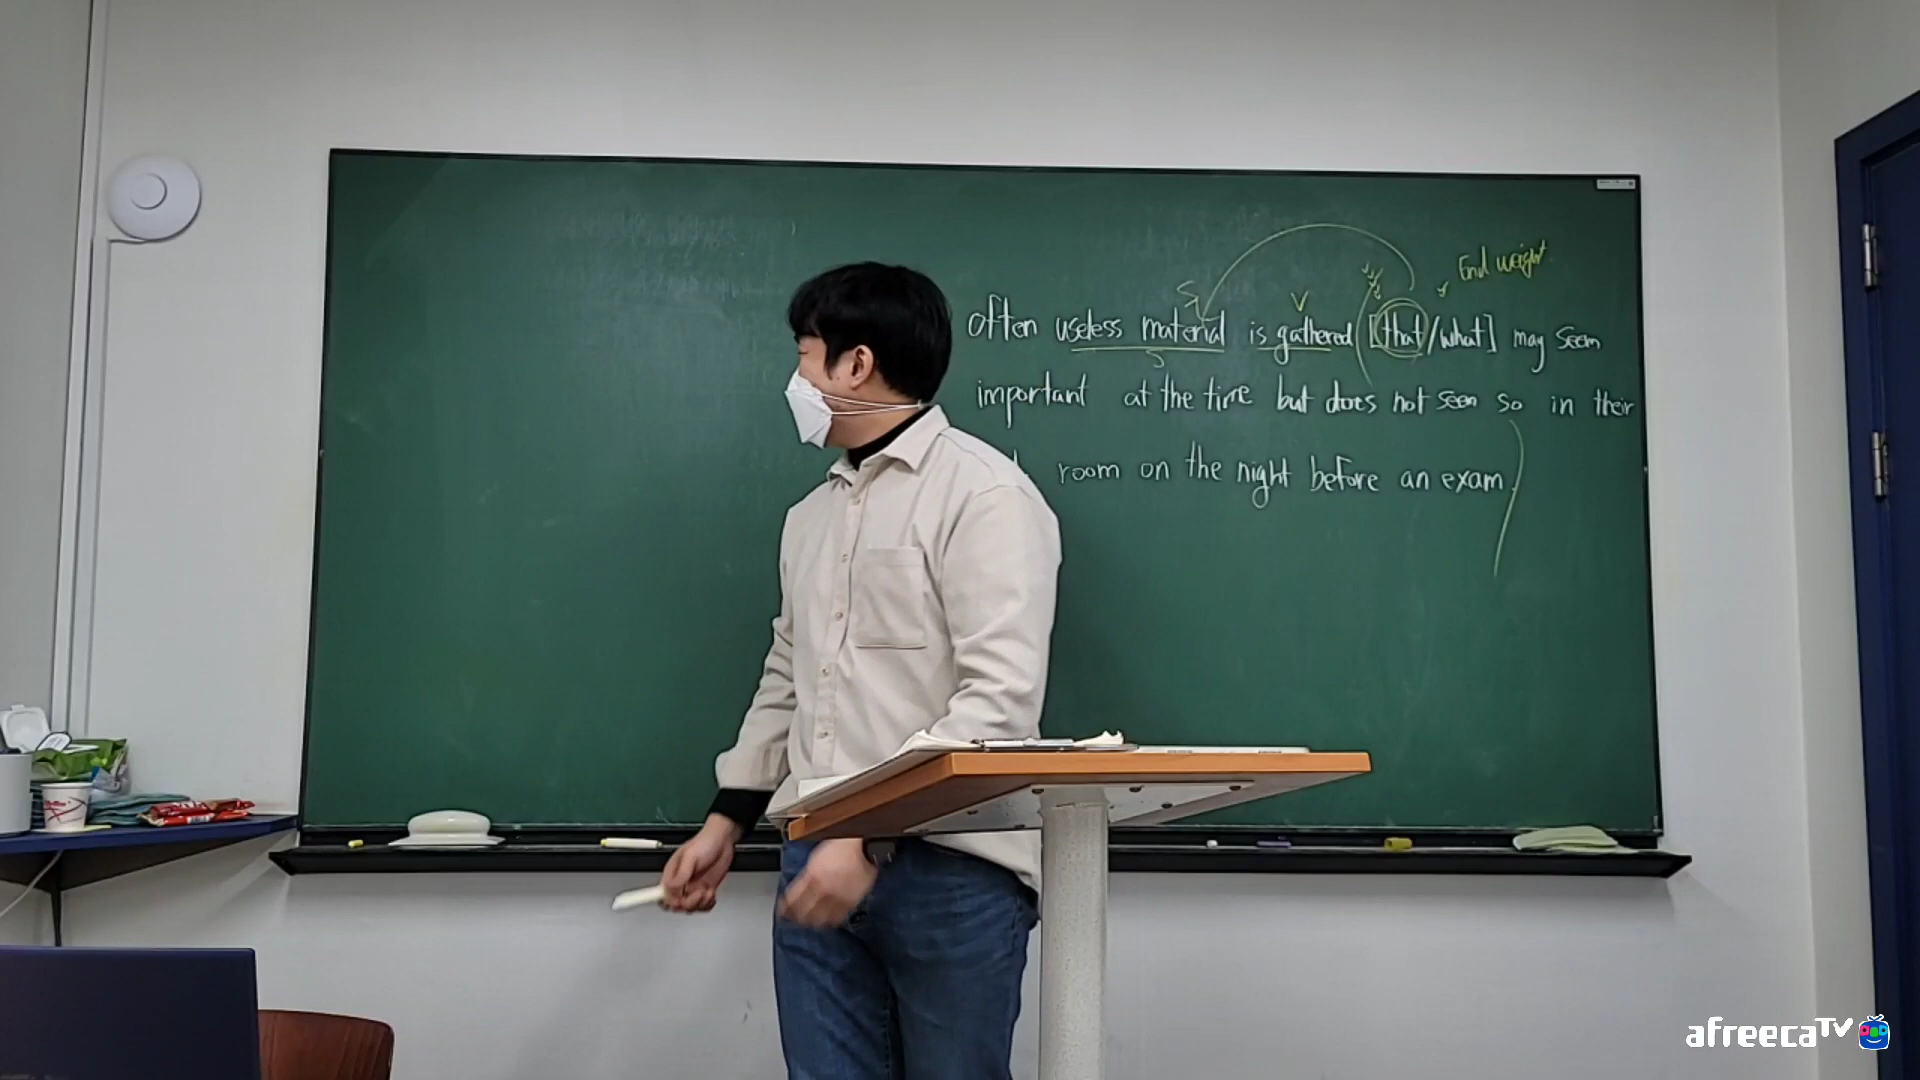 End weight
S
V
Often useless material is gathered [that/what] may seem
S
important at the time but does not seem so in their
room on the night before an exam.
afreecaTV